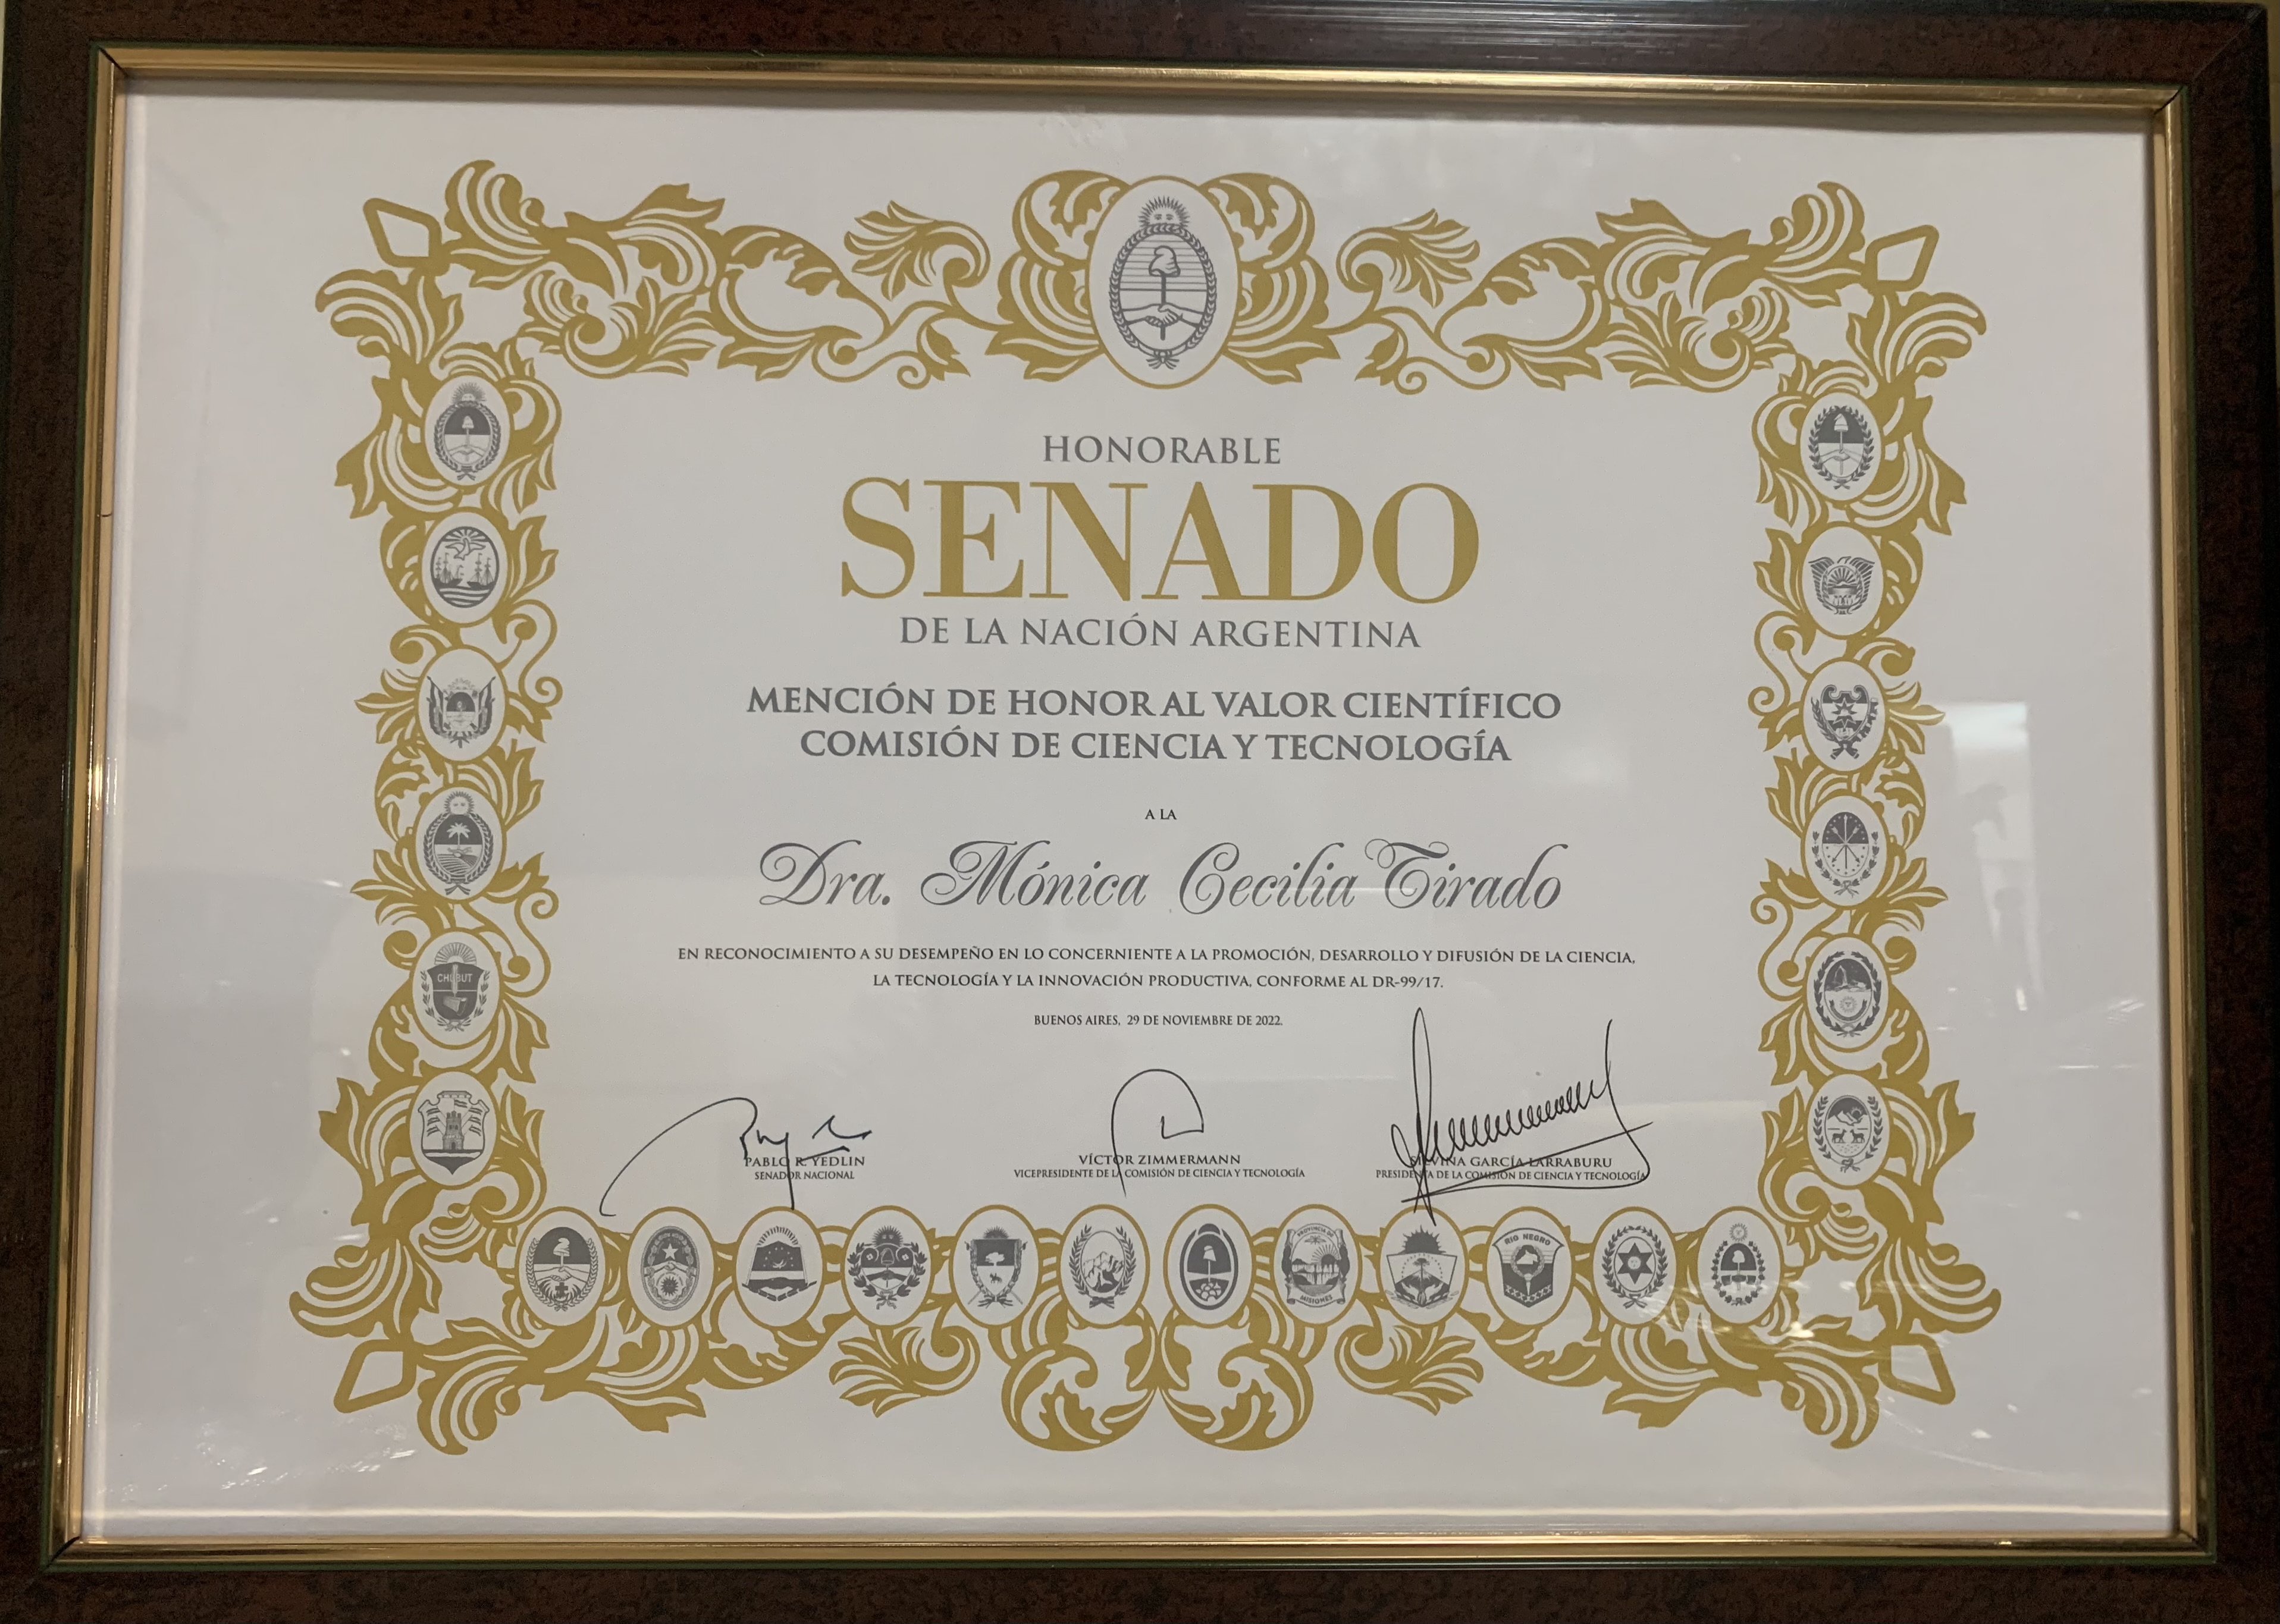 HONORABLE
SENADO
DE LA NACIÓN ARGENTINA
MENCIÓN DE HONOR AL VALOR CIENTÍFICO
COMISIÓN DE CIENCIA Y TECNOLOGÍA
A LA
Dra. Mónica Cecilia Tirado
EN RECONOCIMIENTO A SU DESEMPEÑO EN LO CONCERNIENTE A LA PROMOCIÓN, DESARROLLO Y DIFUSIÓN DE LA CIENCIA,
LA TECNOLOGÍA Y LA INNOVACIÓN PRODUCTIVA, CONFORME AL DR-99/17.
BUENOS AIRES, 29 DE NOVIEMBRE DE 2022.
PABLO R. YEDLIN
SENADOR NACIONAL
VÍCTOR ZIMMERMANN
VICEPRESIDENTE DE LA COMISIÓN DE CIENCIA Y TECNOLOGÍA
SILVINA GARCÍA LARRABURU
PRESIDENTA DE LA COMISIÓN DE CIENCIA Y TECNOLOGÍA
CHUBUT
MISIONES
RIO NEGRO